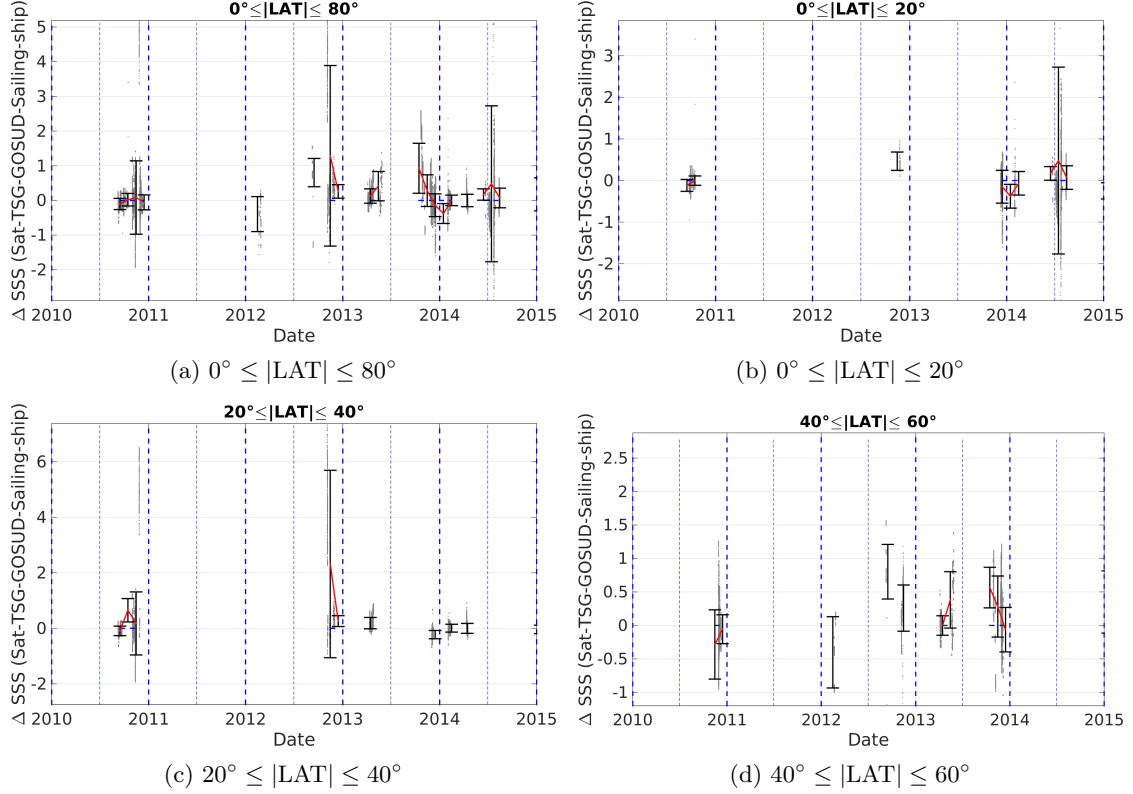 0°≤|LAT|≤ 80°
Δ SSS (Sat-TSG-GOSUD-Sailing-ship)
5
4
3
2
1
0
-1
-2
2010 2011 2012 2013 2014 2015
Date
(a) 0° ≤ |LAT| ≤ 80°
0°≤|LAT|≤ 20°
Δ SSS (Sat-TSG-GOSUD-Sailing-ship)
3
2
1
0
-1
-2
2010 2011 2012 2013 2014 2015
Date
(b) 0° ≤ |LAT| ≤ 20°
20°≤|LAT|≤ 40°
Δ SSS (Sat-TSG-GOSUD-Sailing-ship)
6
4
2
0
-2
2010 2011 2012 2013 2014 2015
Date
(c) 20° ≤ |LAT| ≤ 40°
40°≤|LAT|≤ 60°
Δ SSS (Sat-TSG-GOSUD-Sailing-ship)
2.5
2
1.5
1
0.5
0
-0.5
-1
2010 2011 2012 2013 2014 2015
Date
(d) 40° ≤ |LAT| ≤ 60°